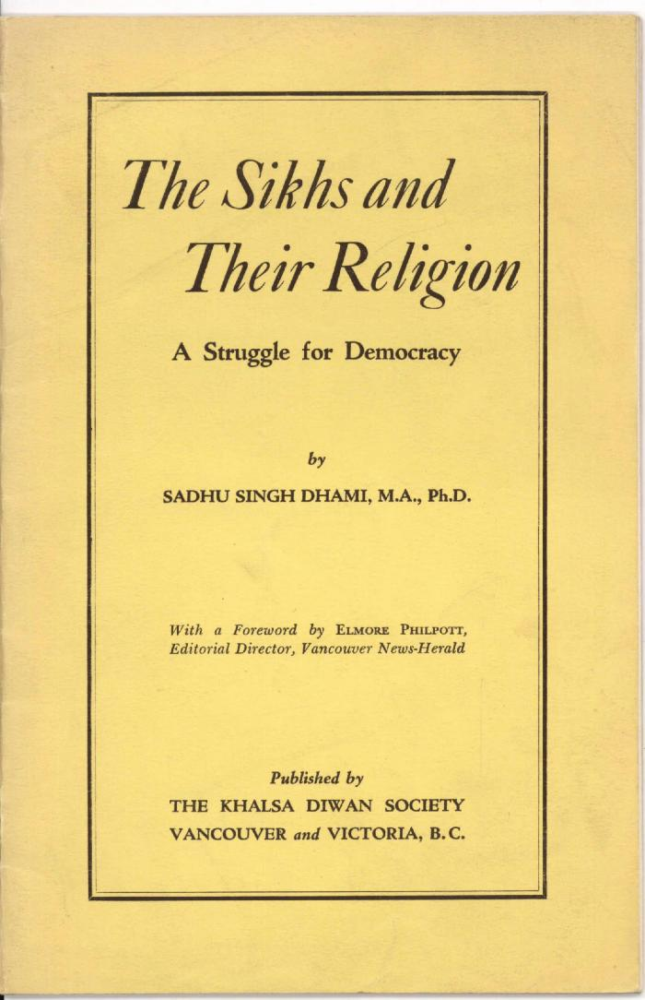 The Sikhs and
Their Religion
A Struggle for Democracy
by
SADHU SINGH DHAMI, M.A., Ph.D.
With a Foreword by ELMORE PHILPOTT,
Editorial Director, Vancouver News-Herald
Published by
THE KHALSA DIWAN SOCIETY
VANCOUVER and VICTORIA, B.C.